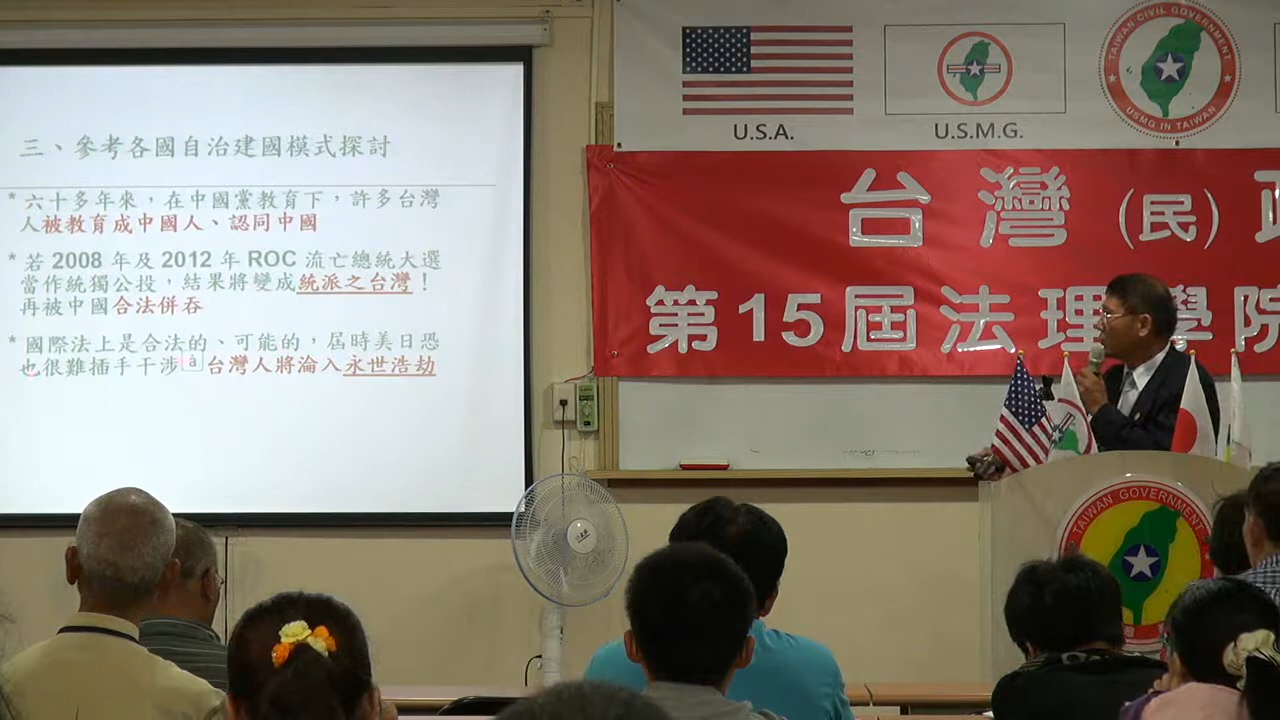 三、參考各國自治建國模式探討
* 六十多年來，在中國黨教育下，許多台灣
人被教育成中國人、認同中國
* 若 2008 年及 2012 年 ROC 流亡總統大選
當作統獨公投，結果將變成統派之台灣！
再被中國合法併吞
* 國際法上是合法的、可能的，屆時美日恐
也很難插手干涉 a 台灣人將淪入永世浩劫
U.S.A.
U.S.M.G.
TAIWAN CIVIL GOVERNMENT
USMG IN TAIWAN
台灣(民)政
第15屆法理學院
TAIWAN GOVERNMENT